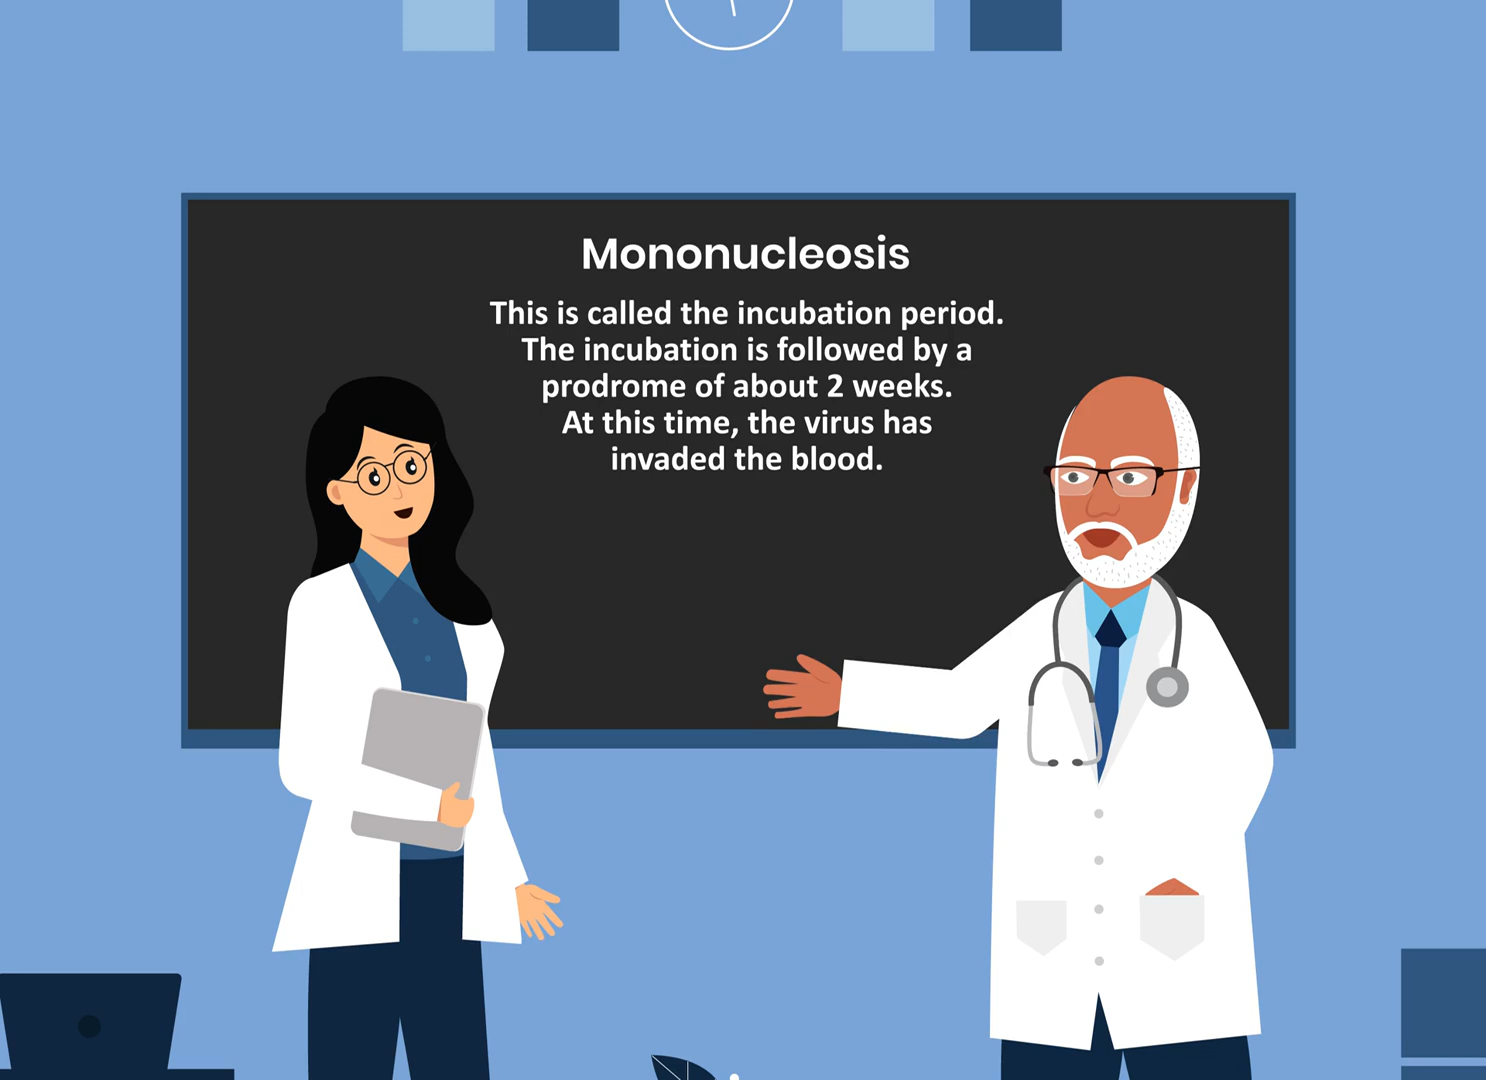 Mononucleosis
This is called the incubation period.
The incubation is followed by a
prodrome of about 2 weeks.
At this time, the virus has
invaded the blood.